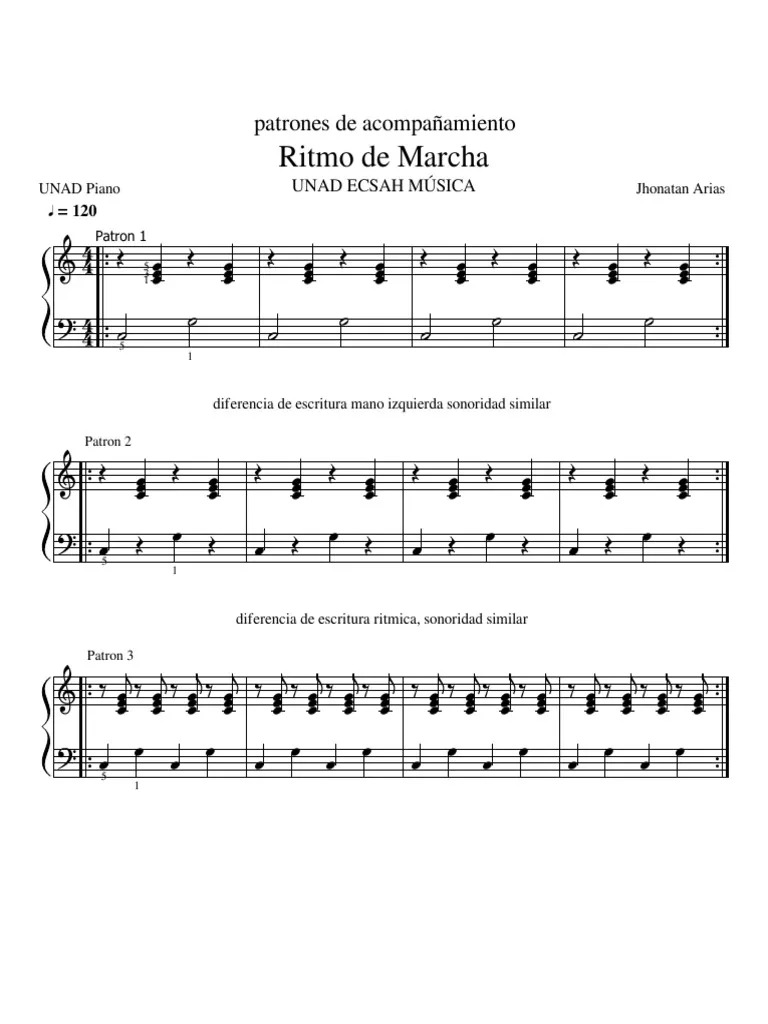 patrones de acompañamiento
Ritmo de Marcha
UNAD ECSAH MÚSICA
UNAD Piano
Jhonatan Arias
♩ = 120
Patron 1
4
4
4
4
5
3
1
5
1
diferencia de escritura mano izquierda sonoridad similar
Patron 2
5
1
diferencia de escritura ritmica, sonoridad similar
Patron 3
5
1